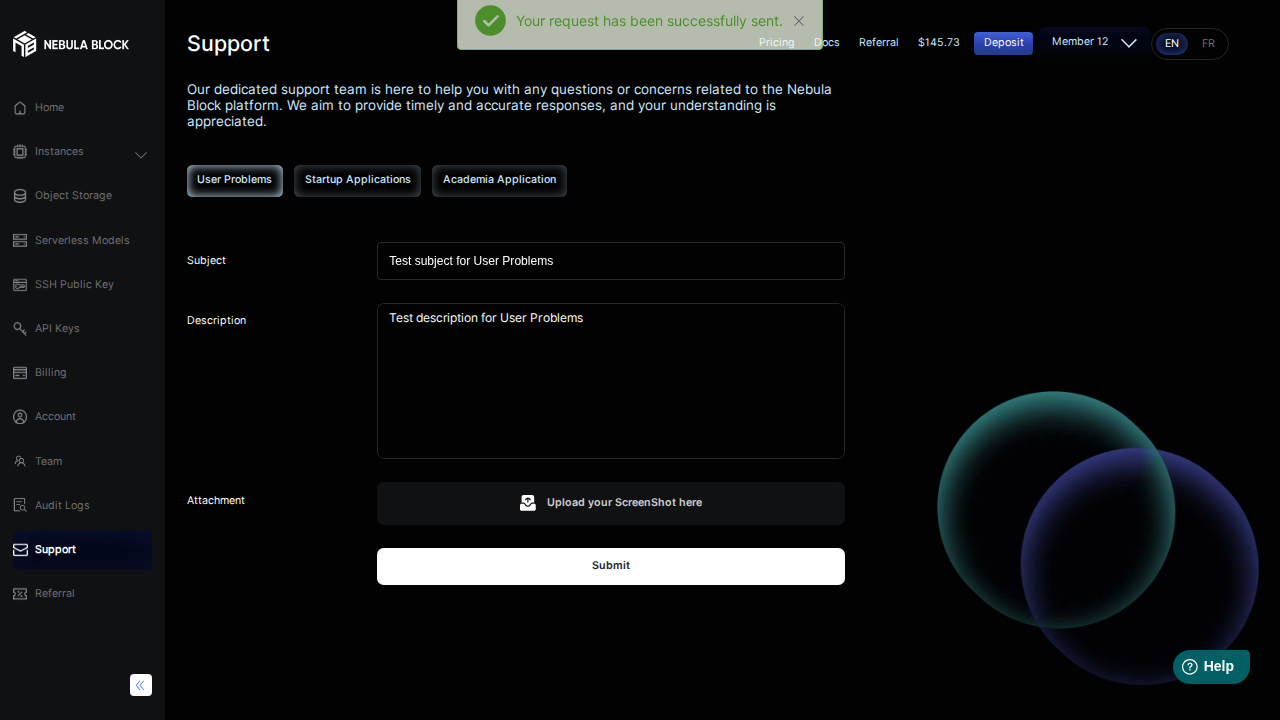 NEBULA BLOCK
Home
Instances
Object Storage
Serverless Models
SSH Public Key
API Keys
Billing
Account
Team
Audit Logs
Support
Referral
Your request has been successfully sent.
Support
Pricing
Docs
Referral
$145.73
Deposit
Member 12
EN
FR
Our dedicated support team is here to help you with any questions or concerns related to the Nebula
Block platform. We aim to provide timely and accurate responses, and your understanding is
appreciated.
User Problems
Startup Applications
Academia Application
Subject
Test subject for User Problems
Description
Test description for User Problems
Attachment
Upload your ScreenShot here
Submit
Help